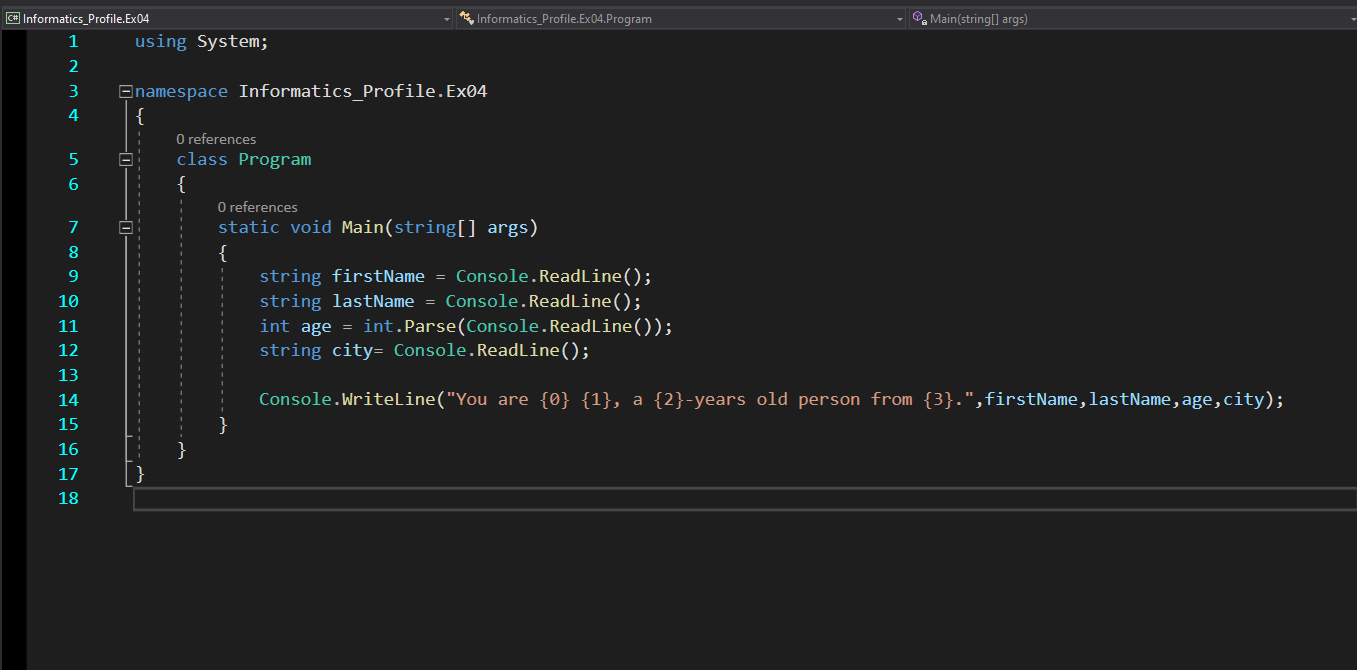 C# Informatics_Profile.Ex04 Informatics_Profile.Ex04.Program Main(string[] args)
1 using System;
2
3 namespace Informatics_Profile.Ex04
4 {
0 references
5 class Program
6 {
0 references
7 static void Main(string[] args)
8 {
9 string firstName = Console.ReadLine();
10 string lastName = Console.ReadLine();
11 int age = int.Parse(Console.ReadLine());
12 string city= Console.ReadLine();
13
14 Console.WriteLine("You are {0} {1}, a {2}-years old person from {3}.",firstName,lastName,age,city);
15 }
16 }
17 }
18